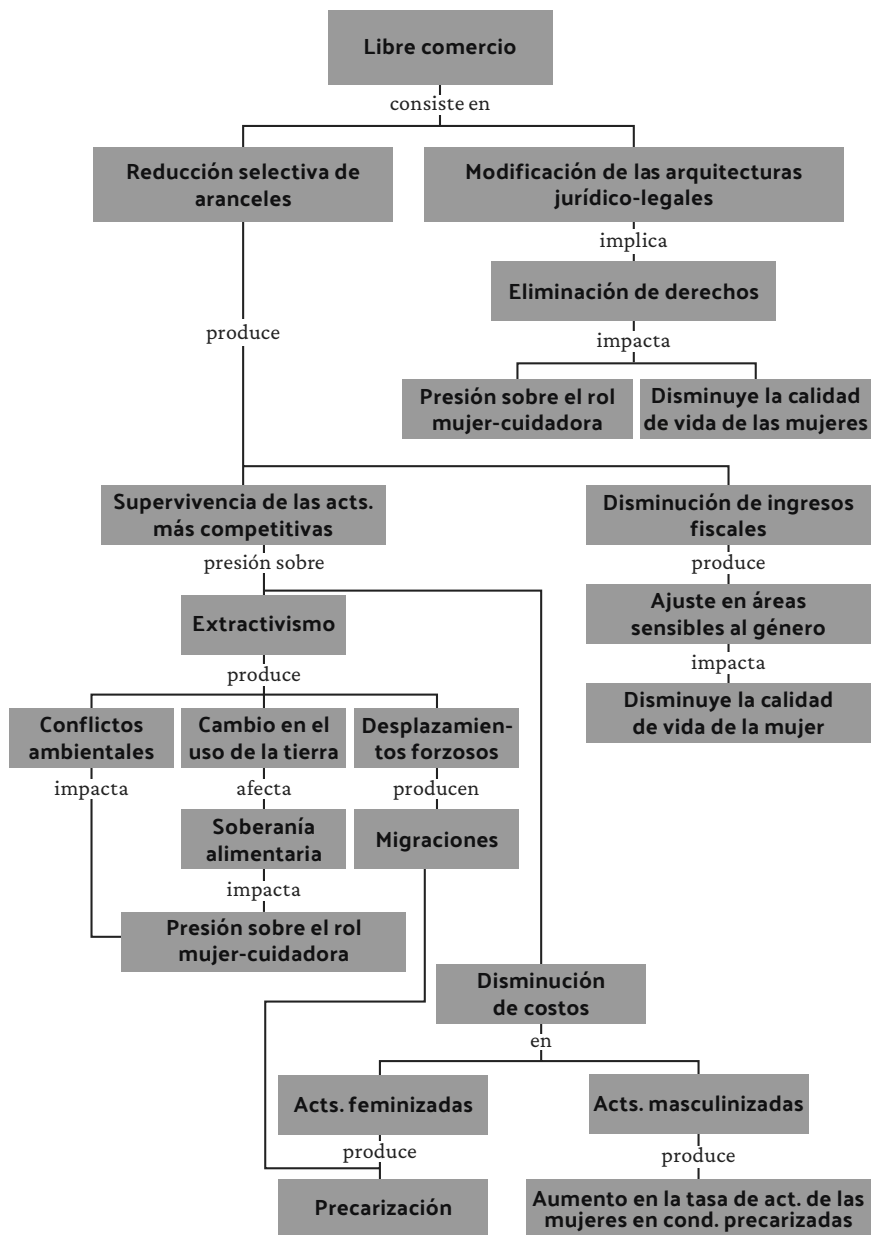 Libre comercio
consiste en
Reducción selectiva de
aranceles
Modificación de las arquitecturas
jurídico-legales
implica
Eliminación de derechos
produce
impacta
Presión sobre el rol
mujer-cuidadora
Disminuye la calidad
de vida de las mujeres
Supervivencia de las acts.
más competitivas
Disminución de ingresos
fiscales
presión sobre
produce
Extractivismo
Ajuste en áreas
sensibles al género
produce
impacta
Conflictos
ambientales
Cambio en el
uso de la tierra
Desplazamien-
tos forzosos
Disminuye la calidad
de vida de la mujer
impacta
afecta
producen
Soberanía
alimentaria
Migraciones
impacta
Presión sobre el rol
mujer-cuidadora
Disminución
de costos
en
Acts. feminizadas
Acts. masculinizadas
produce
produce
Precarización
Aumento en la tasa de act. de las
mujeres en cond. precarizadas